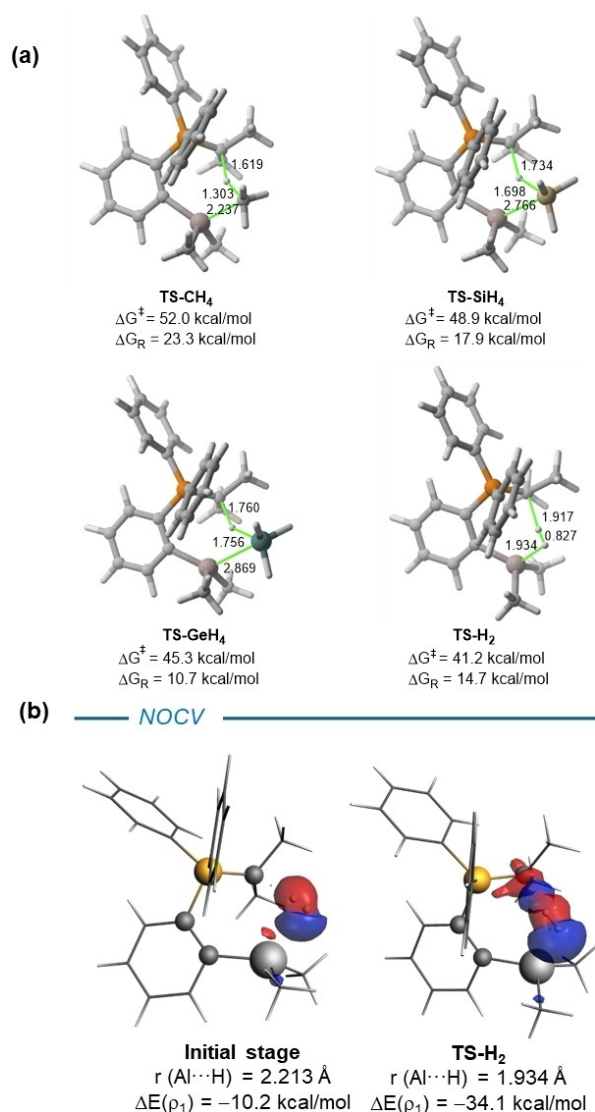 (a)
1.619
1.303
2.237
TS-CH₄
ΔG‡ = 52.0 kcal/mol
ΔG_R = 23.3 kcal/mol
1.734
1.698
2.766
TS-SiH₄
ΔG‡ = 48.9 kcal/mol
ΔG_R = 17.9 kcal/mol
1.760
1.756
2.869
TS-GeH₄
ΔG‡ = 45.3 kcal/mol
ΔG_R = 10.7 kcal/mol
1.917
0.827
1.934
TS-H₂
ΔG‡ = 41.2 kcal/mol
ΔG_R = 14.7 kcal/mol
(b)
NOCV
Initial stage
r (Al···H) = 2.213 Å
ΔE(ρ₁) = −10.2 kcal/mol
TS-H₂
r (Al···H) = 1.934 Å
ΔE(ρ₁) = −34.1 kcal/mol